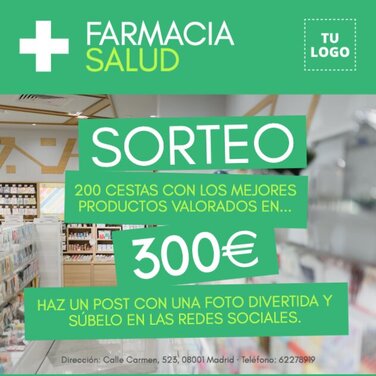 FARMACIA
SALUD
TU
LOGO
SORTEO
200 CESTAS CON LOS MEJORES
PRODUCTOS VALORADOS EN...
300€
HAZ UN POST CON UNA FOTO DIVERTIDA Y
SÚBELO EN LAS REDES SOCIALES.
Dirección: Calle Carmen, 523, 08001 Madrid - Teléfono: 62278919